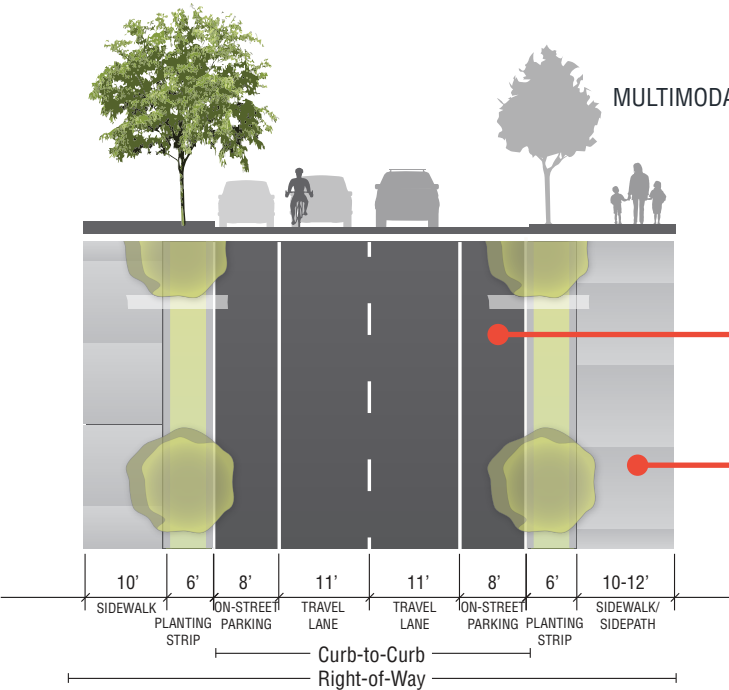 MULTIMODA
10’ 6’ 8’ 11’ 11’ 8’ 6’ 10-12’
SIDEWALK
PLANTING
STRIP
ON-STREET
PARKING
TRAVEL
LANE
TRAVEL
LANE
ON-STREET
PARKING
PLANTING
STRIP
SIDEWALK/
SIDEPATH
Curb-to-Curb
Right-of-Way